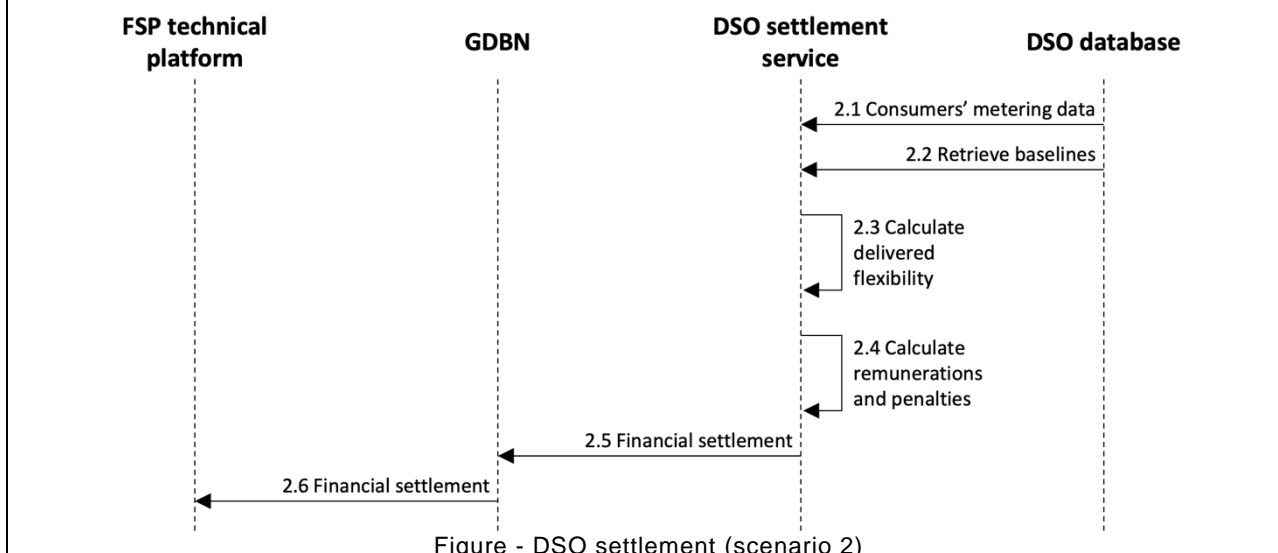 FSP technical
platform
GDBN
DSO settlement
service
DSO database
2.1 Consumers’ metering data
2.2 Retrieve baselines
2.3 Calculate
delivered
flexibility
2.4 Calculate
remunerations
and penalties
2.5 Financial settlement
2.6 Financial settlement
Figure - DSO settlement (scenario 2)